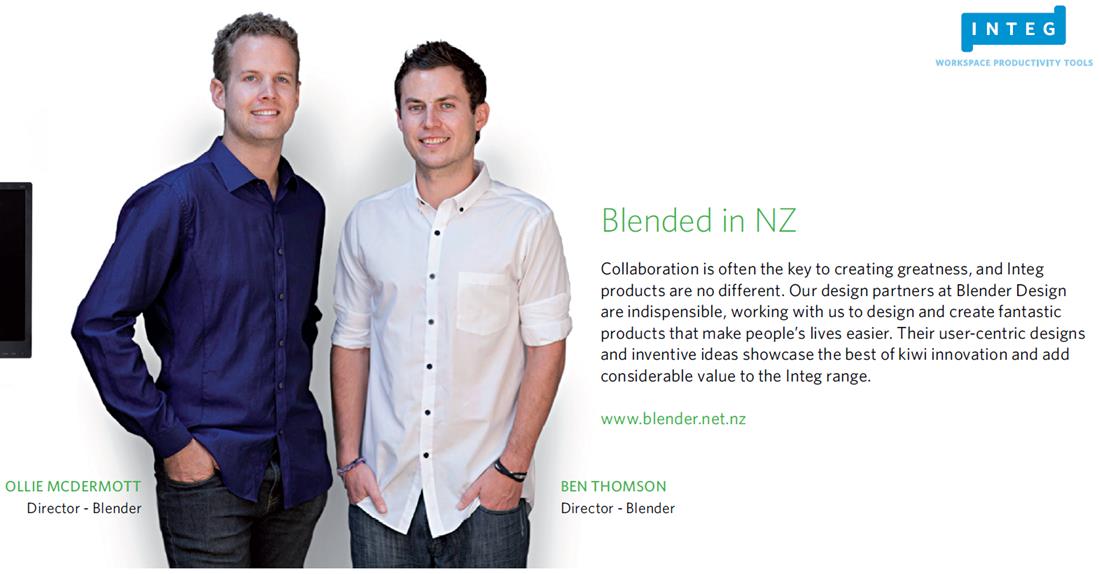 INTEG
WORKSPACE PRODUCTIVITY TOOLS
Blended in NZ
Collaboration is often the key to creating greatness, and Integ
products are no different. Our design partners at Blender Design
are indispensible, working with us to design and create fantastic
products that make people's lives easier. Their user-centric designs
and inventive ideas showcase the best of kiwi innovation and add
considerable value to the Integ range.
www.blender.net.nz
OLLIE MCDERMOTT
Director - Blender
BEN THOMSON
Director - Blender